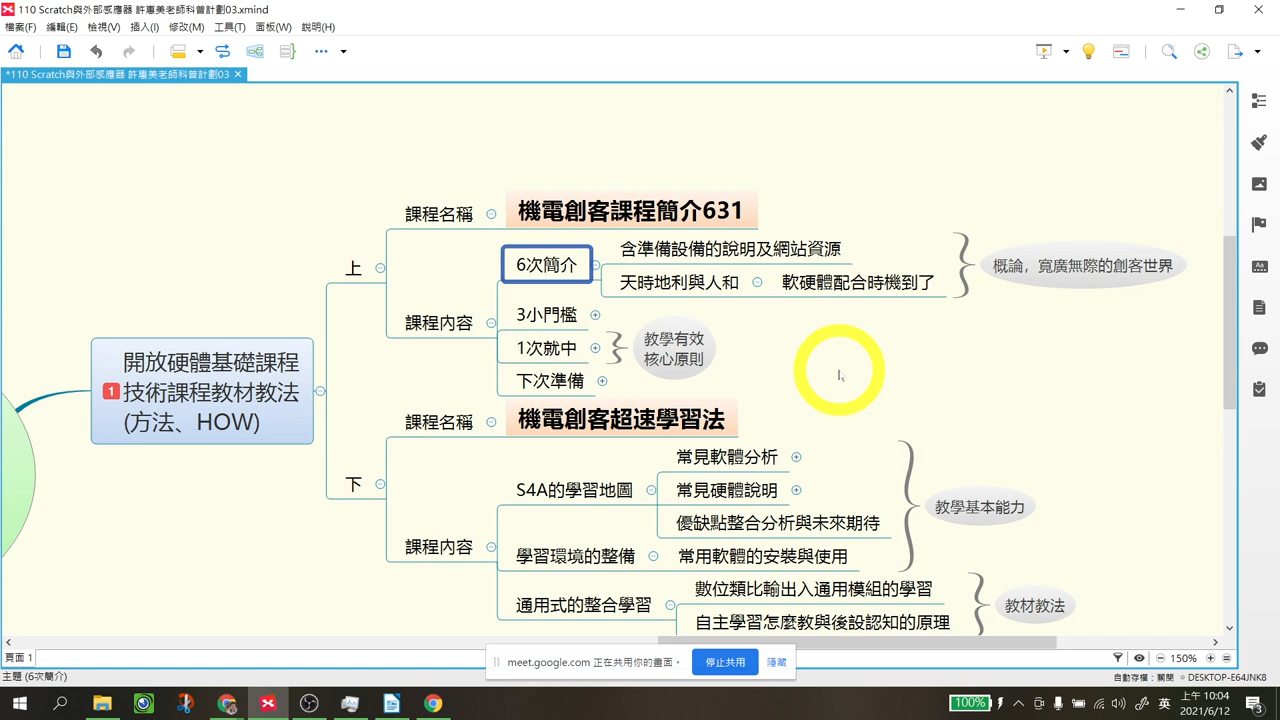 110 Scratch與外部感應器 許惠美老師科普計劃03.xmind
檔案(F) 編輯(E) 檢視(V) 插入(I) 修改(M) 工具(T) 面板(W) 說明(H)
*110 Scratch與外部感應器 許惠美老師科普計劃03
課程名稱
機電創客課程簡介631
上
6次簡介
含準備設備的說明及網站資源
天時地利與人和
軟硬體配合時機到了
概論，寬廣無際的創客世界
課程內容
3小門檻
1次就中
教學有效
核心原則
下次準備
開放硬體基礎課程
1
技術課程教材教法
(方法、HOW)
課程名稱
機電創客超速學習法
下
S4A的學習地圖
常見軟體分析
常見硬體說明
優缺點整合分析與未來期待
教學基本能力
課程內容
學習環境的整備
常用軟體的安裝與使用
通用式的整合學習
數位類比輸出入通用模組的學習
自主學習怎麼教與後設認知的原理
教材教法
頁面 1
150%
meet.google.com 正在共用你的畫面。
停止共用
隱藏
主題 (6次簡介)
自動存檔：關閉
DESKTOP-E64JNK8
100%
英
上午 10:04
2021/6/12
3